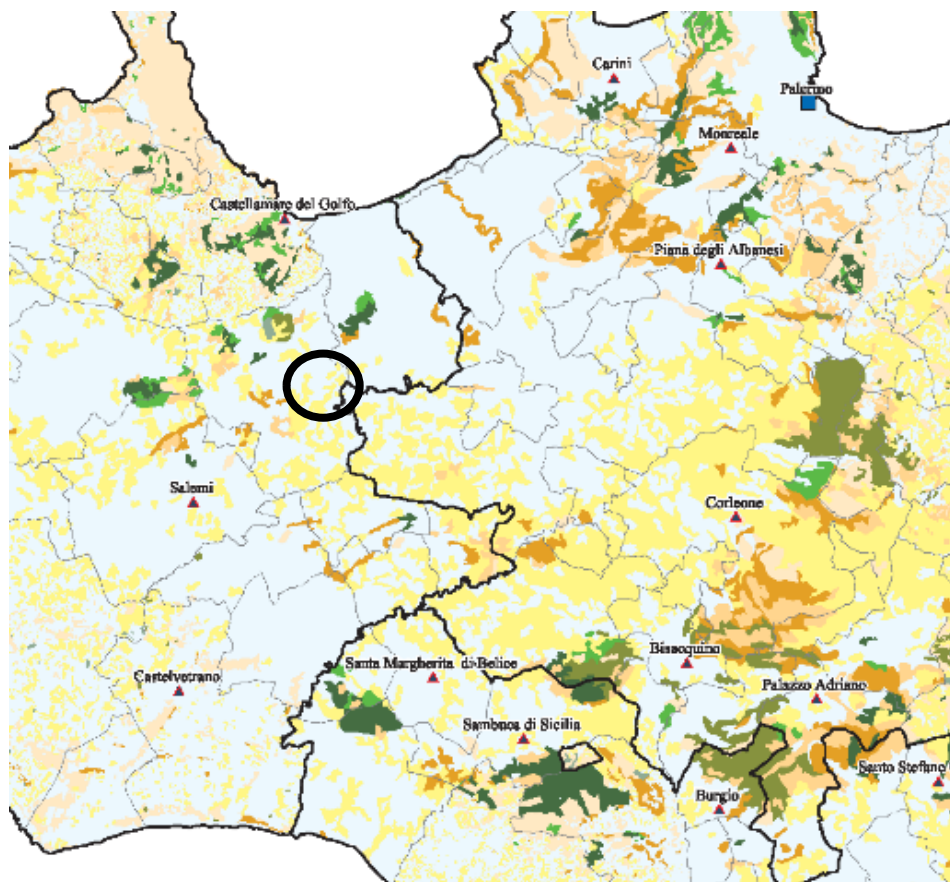 Carini
Palermo
Monreale
Castellamare del Golfo
Piana degli Albanesi
Salemi
Corleone
Bisacquino
Santa Margherita di Belice
Castelvetrano
Palazzo Adriano
Sambuca di Sicilia
Santo Stefano
Burgio